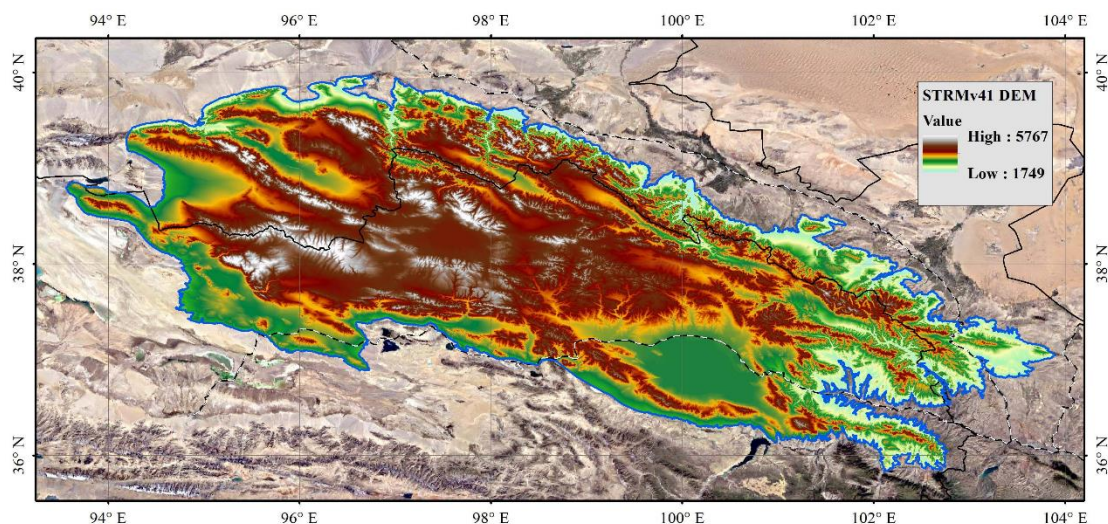 94° E 96° E 98° E 100° E 102° E 104° E
40° N 40° N
STRMv41 DEM
Value
High : 5767
Low : 1749
38° N 38° N
36° N 36° N
94° E 96° E 98° E 100° E 102° E 104° E